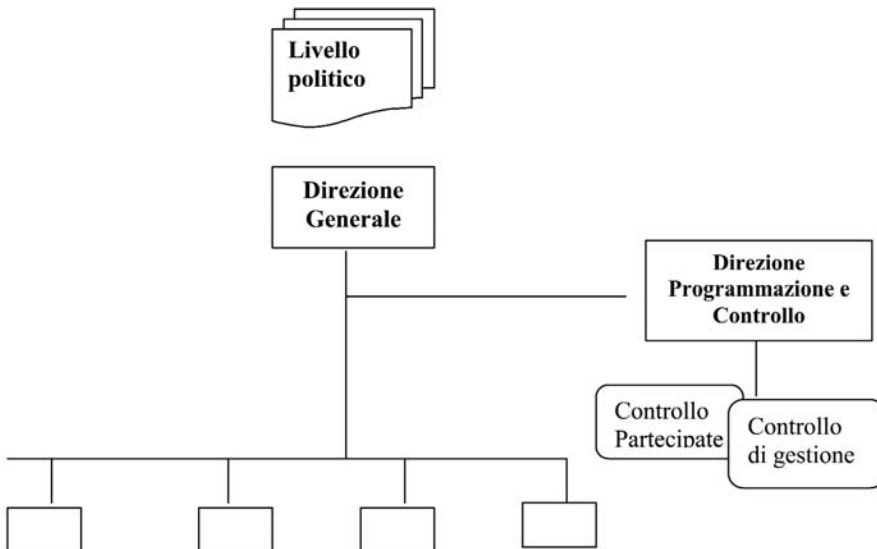 Livello
politico
Direzione
Generale
Direzione
Programmazione e
Controllo
Controllo
Partecipate
Controllo
di gestione